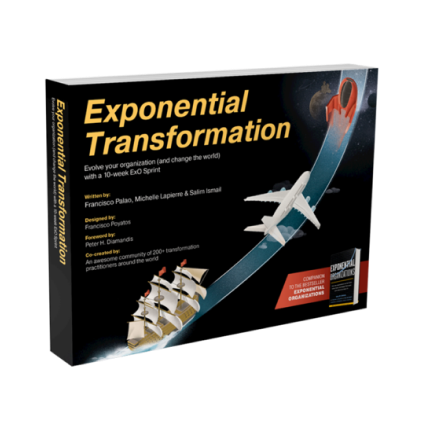 Exponential
Transformation
Evolve your organization (and change the world)
with a 10-week ExO Sprint
Written by:
Francisco Palao, Michelle Lapierre & Salim Ismail
Designed by:
Francisco Poyatos
Foreword by:
Peter H. Diamandis
Co-created by:
An awesome community of 200+ transformation
practitioners around the world
COMPANION
TO THE BESTSELLER
EXPONENTIAL
ORGANIZATIONS
EXPONENTIAL
ORGANIZATIONS
Exponential Transformation